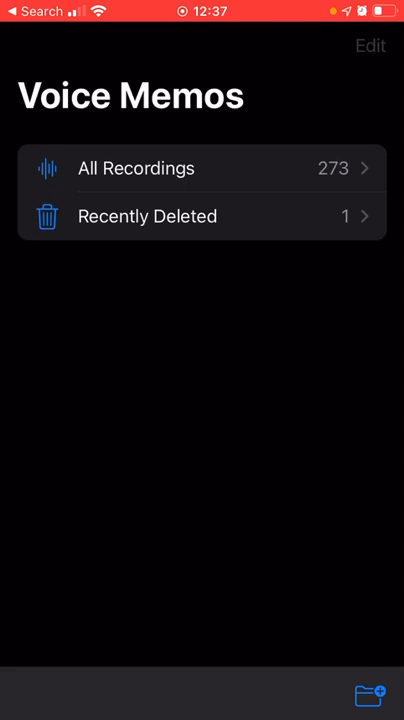 ◀ Search 12:37
Edit
Voice Memos
All Recordings 273
Recently Deleted 1